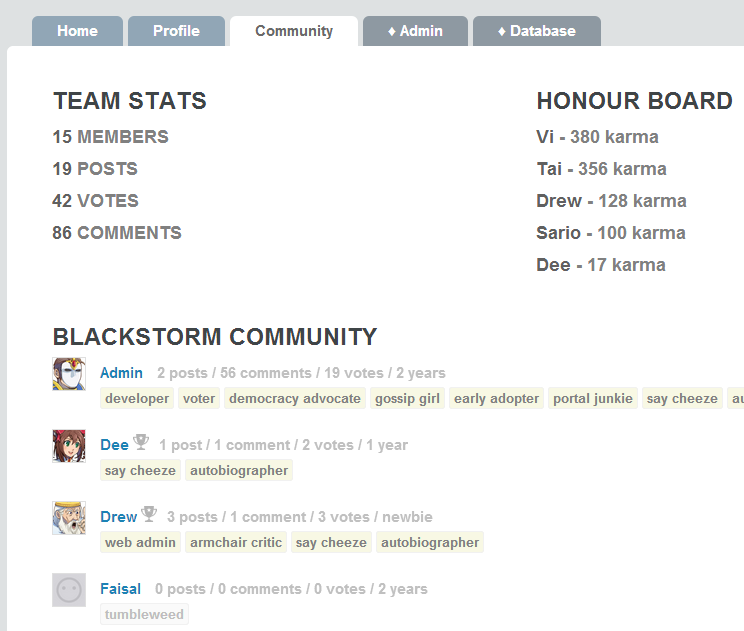 Home Profile Community ♦ Admin ♦ Database
TEAM STATS
15 MEMBERS
19 POSTS
42 VOTES
86 COMMENTS
HONOUR BOARD
Vi - 380 karma
Tai - 356 karma
Drew - 128 karma
Sario - 100 karma
Dee - 17 karma
BLACKSTORM COMMUNITY
Admin 2 posts / 56 comments / 19 votes / 2 years
developer voter democracy advocate gossip girl early adopter portal junkie say cheeze
Dee 1 post / 1 comment / 2 votes / 1 year
say cheeze autobiographer
Drew 3 posts / 1 comment / 3 votes / newbie
web admin armchair critic say cheeze autobiographer
Faisal 0 posts / 0 comments / 0 votes / 2 years
tumbleweed